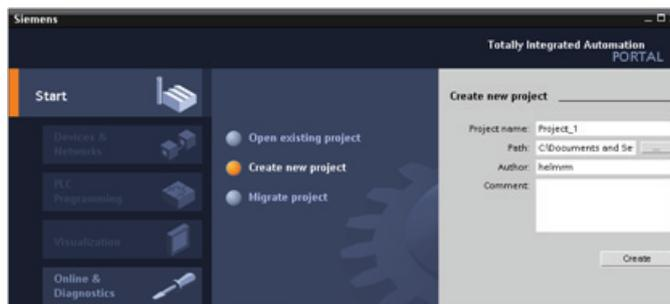 Siemens
Totally Integrated Automation
PORTAL
Start
Devices &
Networks
PLC
Programming
Visualization
Online &
Diagnostics
Open existing project
Create new project
Migrate project
Create new project
Project name: Project_1
Path: C\Documents and Se ...
Author: helmrm
Comment:
Create